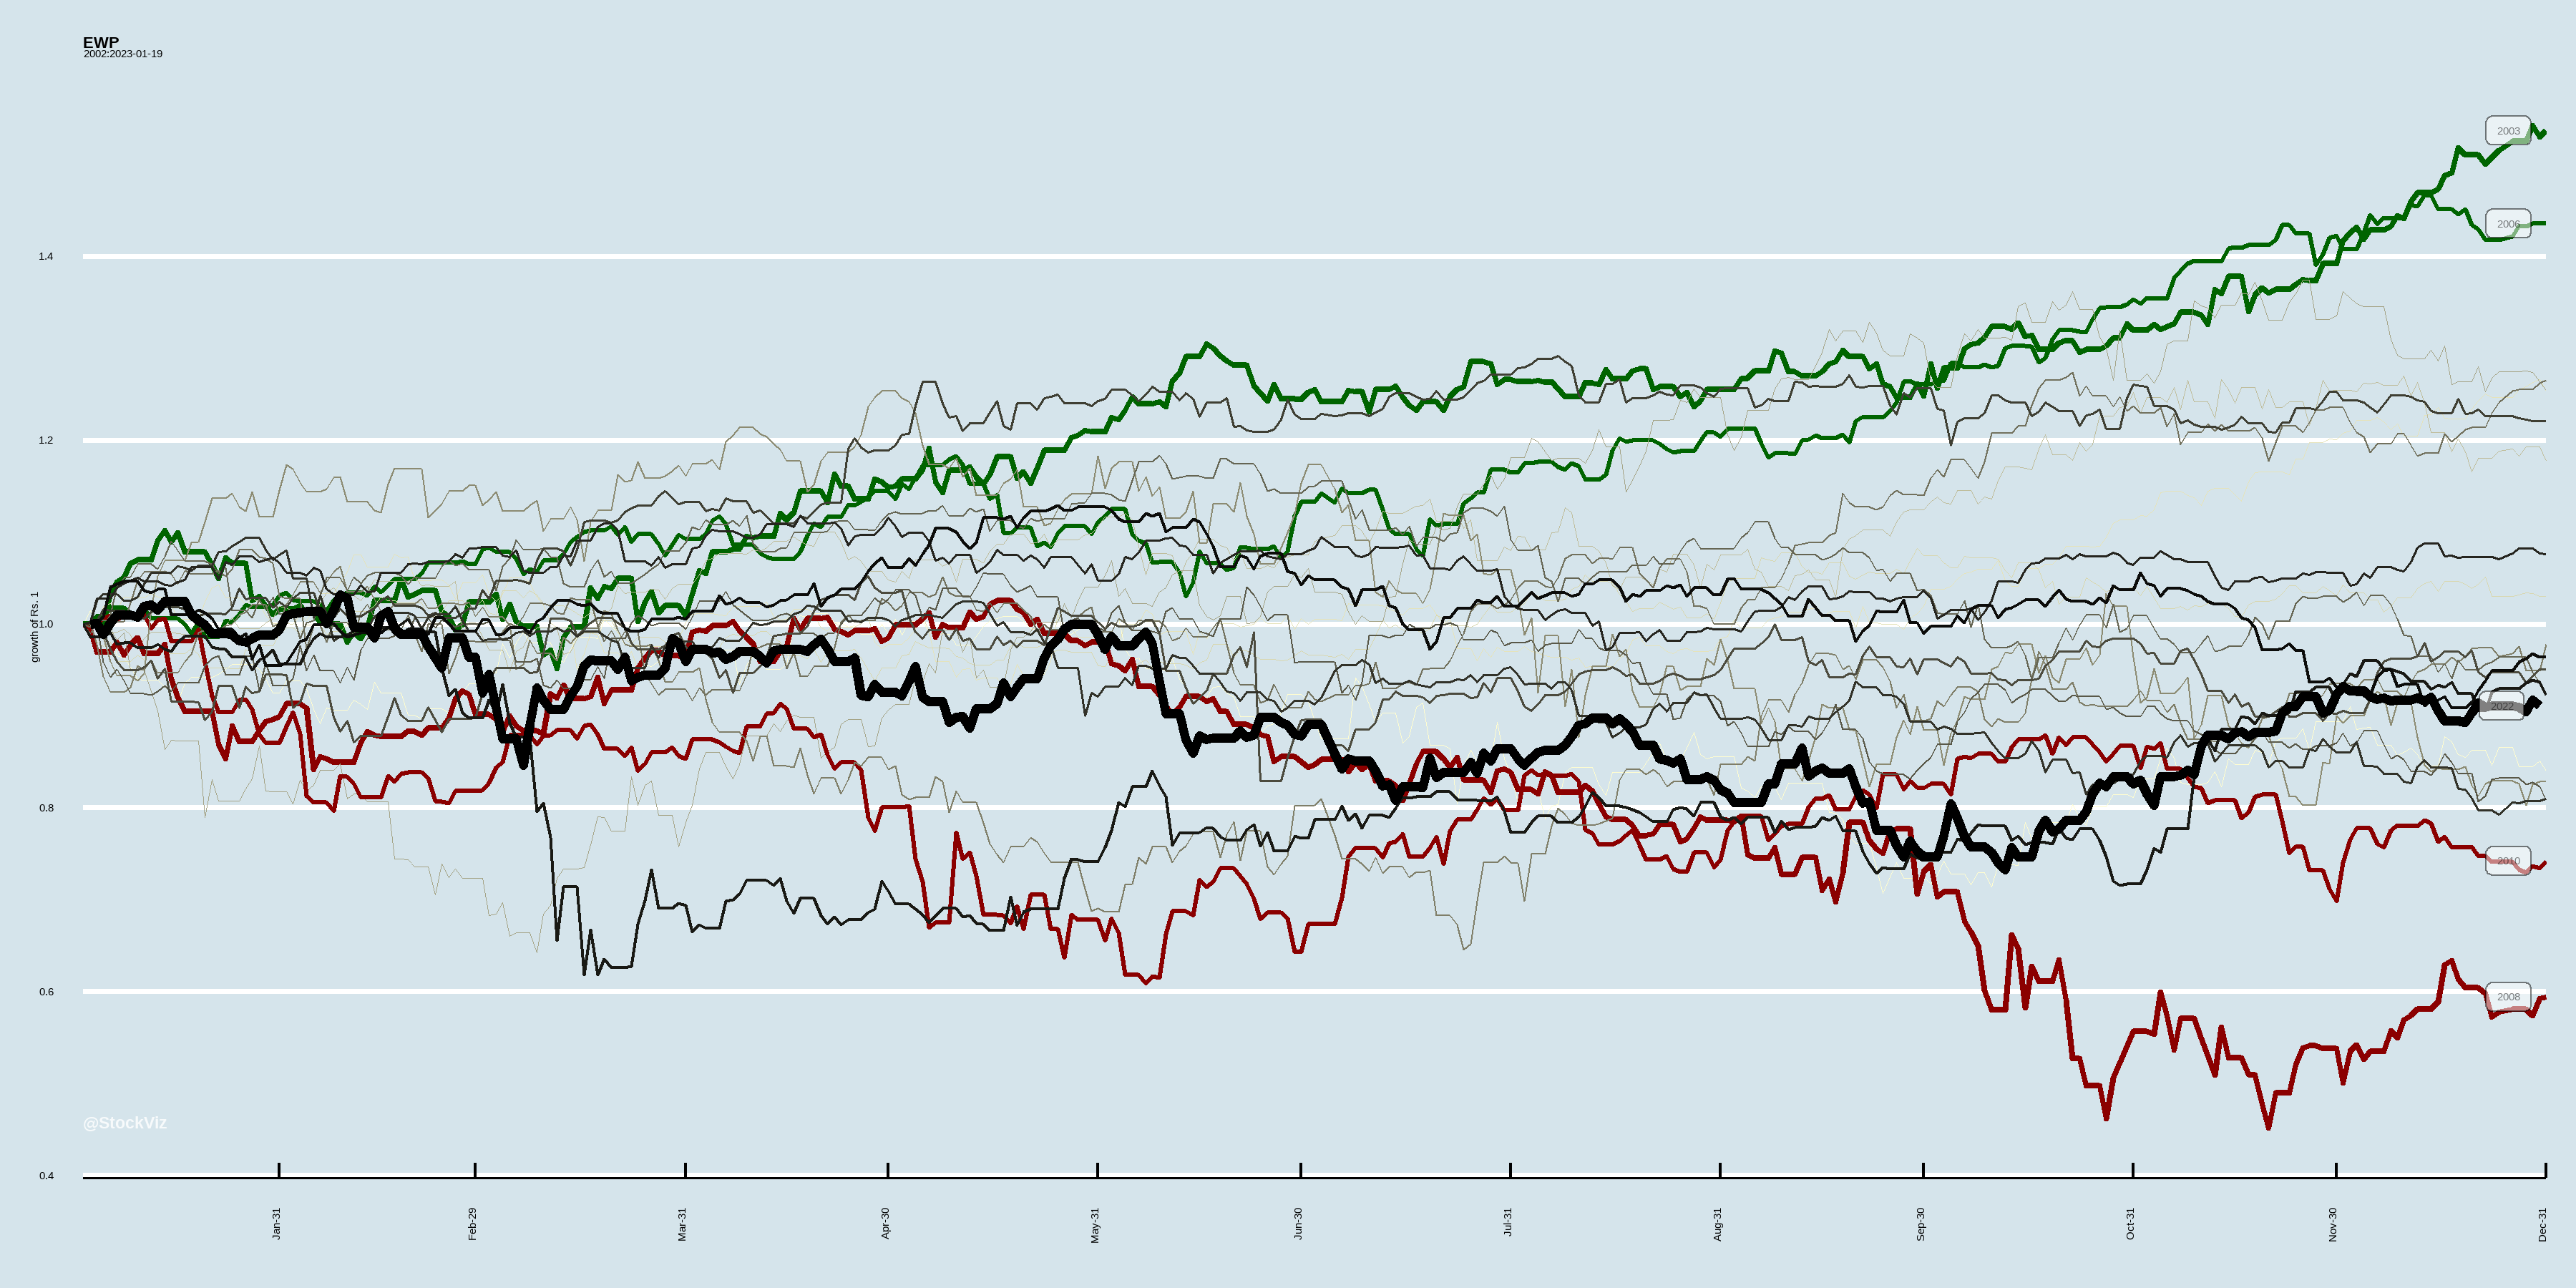 EWP
2002:2023-01-19
2003
2006
1.4
1.2
growth of Rs. 1
1.0
2022
0.8
2010
0.6
2008
@StockViz
0.4
Jan-31
Feb-29
Mar-31
Apr-30
May-31
Jun-30
Jul-31
Aug-31
Sep-30
Oct-31
Nov-30
Dec-31